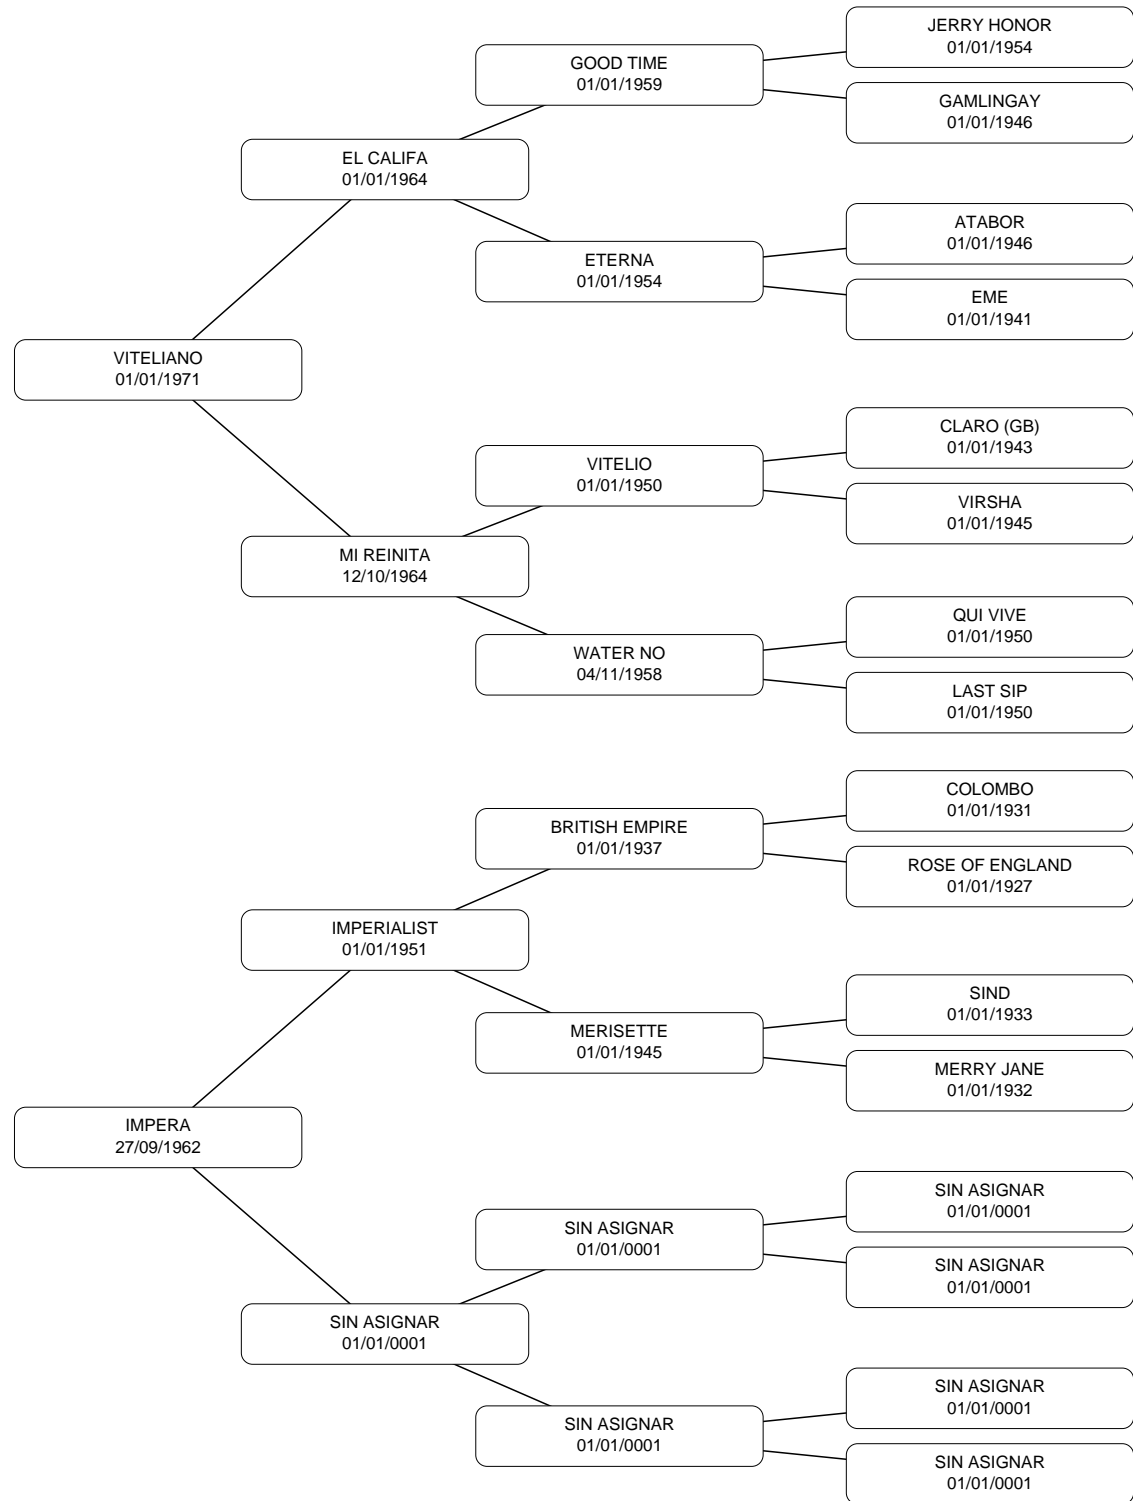 JERRY HONOR
01/01/1954
GOOD TIME
01/01/1959
GAMLINGAY
01/01/1946
EL CALIFA
01/01/1964
ATABOR
01/01/1946
ETERNA
01/01/1954
EME
01/01/1941
VITELIANO
01/01/1971
CLARO (GB)
01/01/1943
VITELIO
01/01/1950
VIRSHA
01/01/1945
MI REINITA
12/10/1964
QUI VIVE
01/01/1950
WATER NO
04/11/1958
LAST SIP
01/01/1950
COLOMBO
01/01/1931
BRITISH EMPIRE
01/01/1937
ROSE OF ENGLAND
01/01/1927
IMPERIALIST
01/01/1951
SIND
01/01/1933
MERISETTE
01/01/1945
MERRY JANE
01/01/1932
IMPERA
27/09/1962
SIN ASIGNAR
01/01/0001
SIN ASIGNAR
01/01/0001
SIN ASIGNAR
01/01/0001
SIN ASIGNAR
01/01/0001
SIN ASIGNAR
01/01/0001
SIN ASIGNAR
01/01/0001
SIN ASIGNAR
01/01/0001